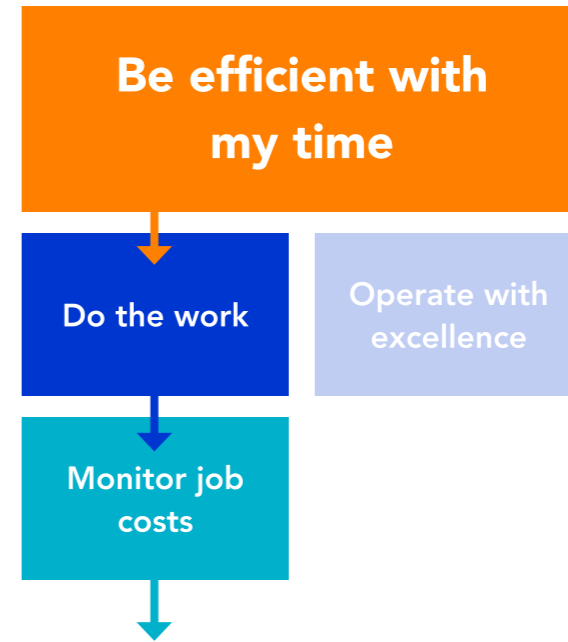 Be efficient with
my time
Do the work
Operate with
excellence
Monitor job
costs